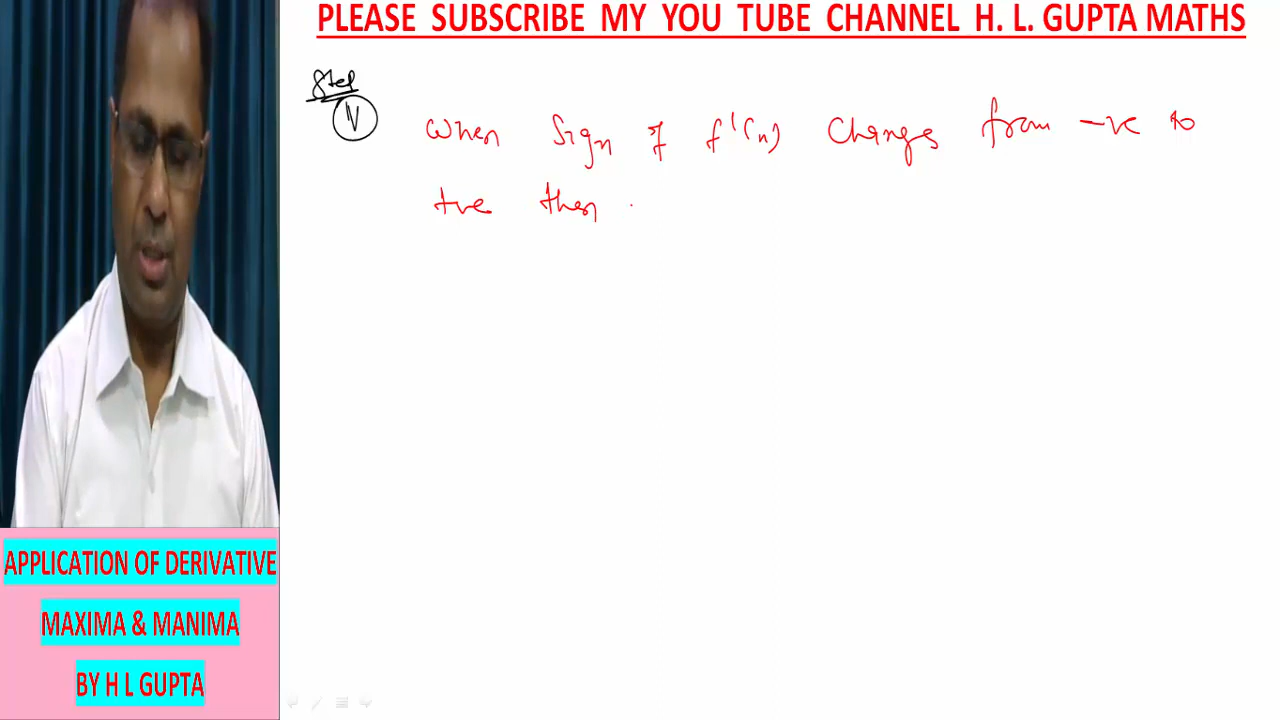 PLEASE SUBSCRIBE MY YOU TUBE CHANNEL H. L. GUPTA MATHS
Step
V
When Sign of f'(x) Changes from -ve to
+ve then
APPLICATION OF DERIVATIVE
MAXIMA & MANIMA
BY H L GUPTA